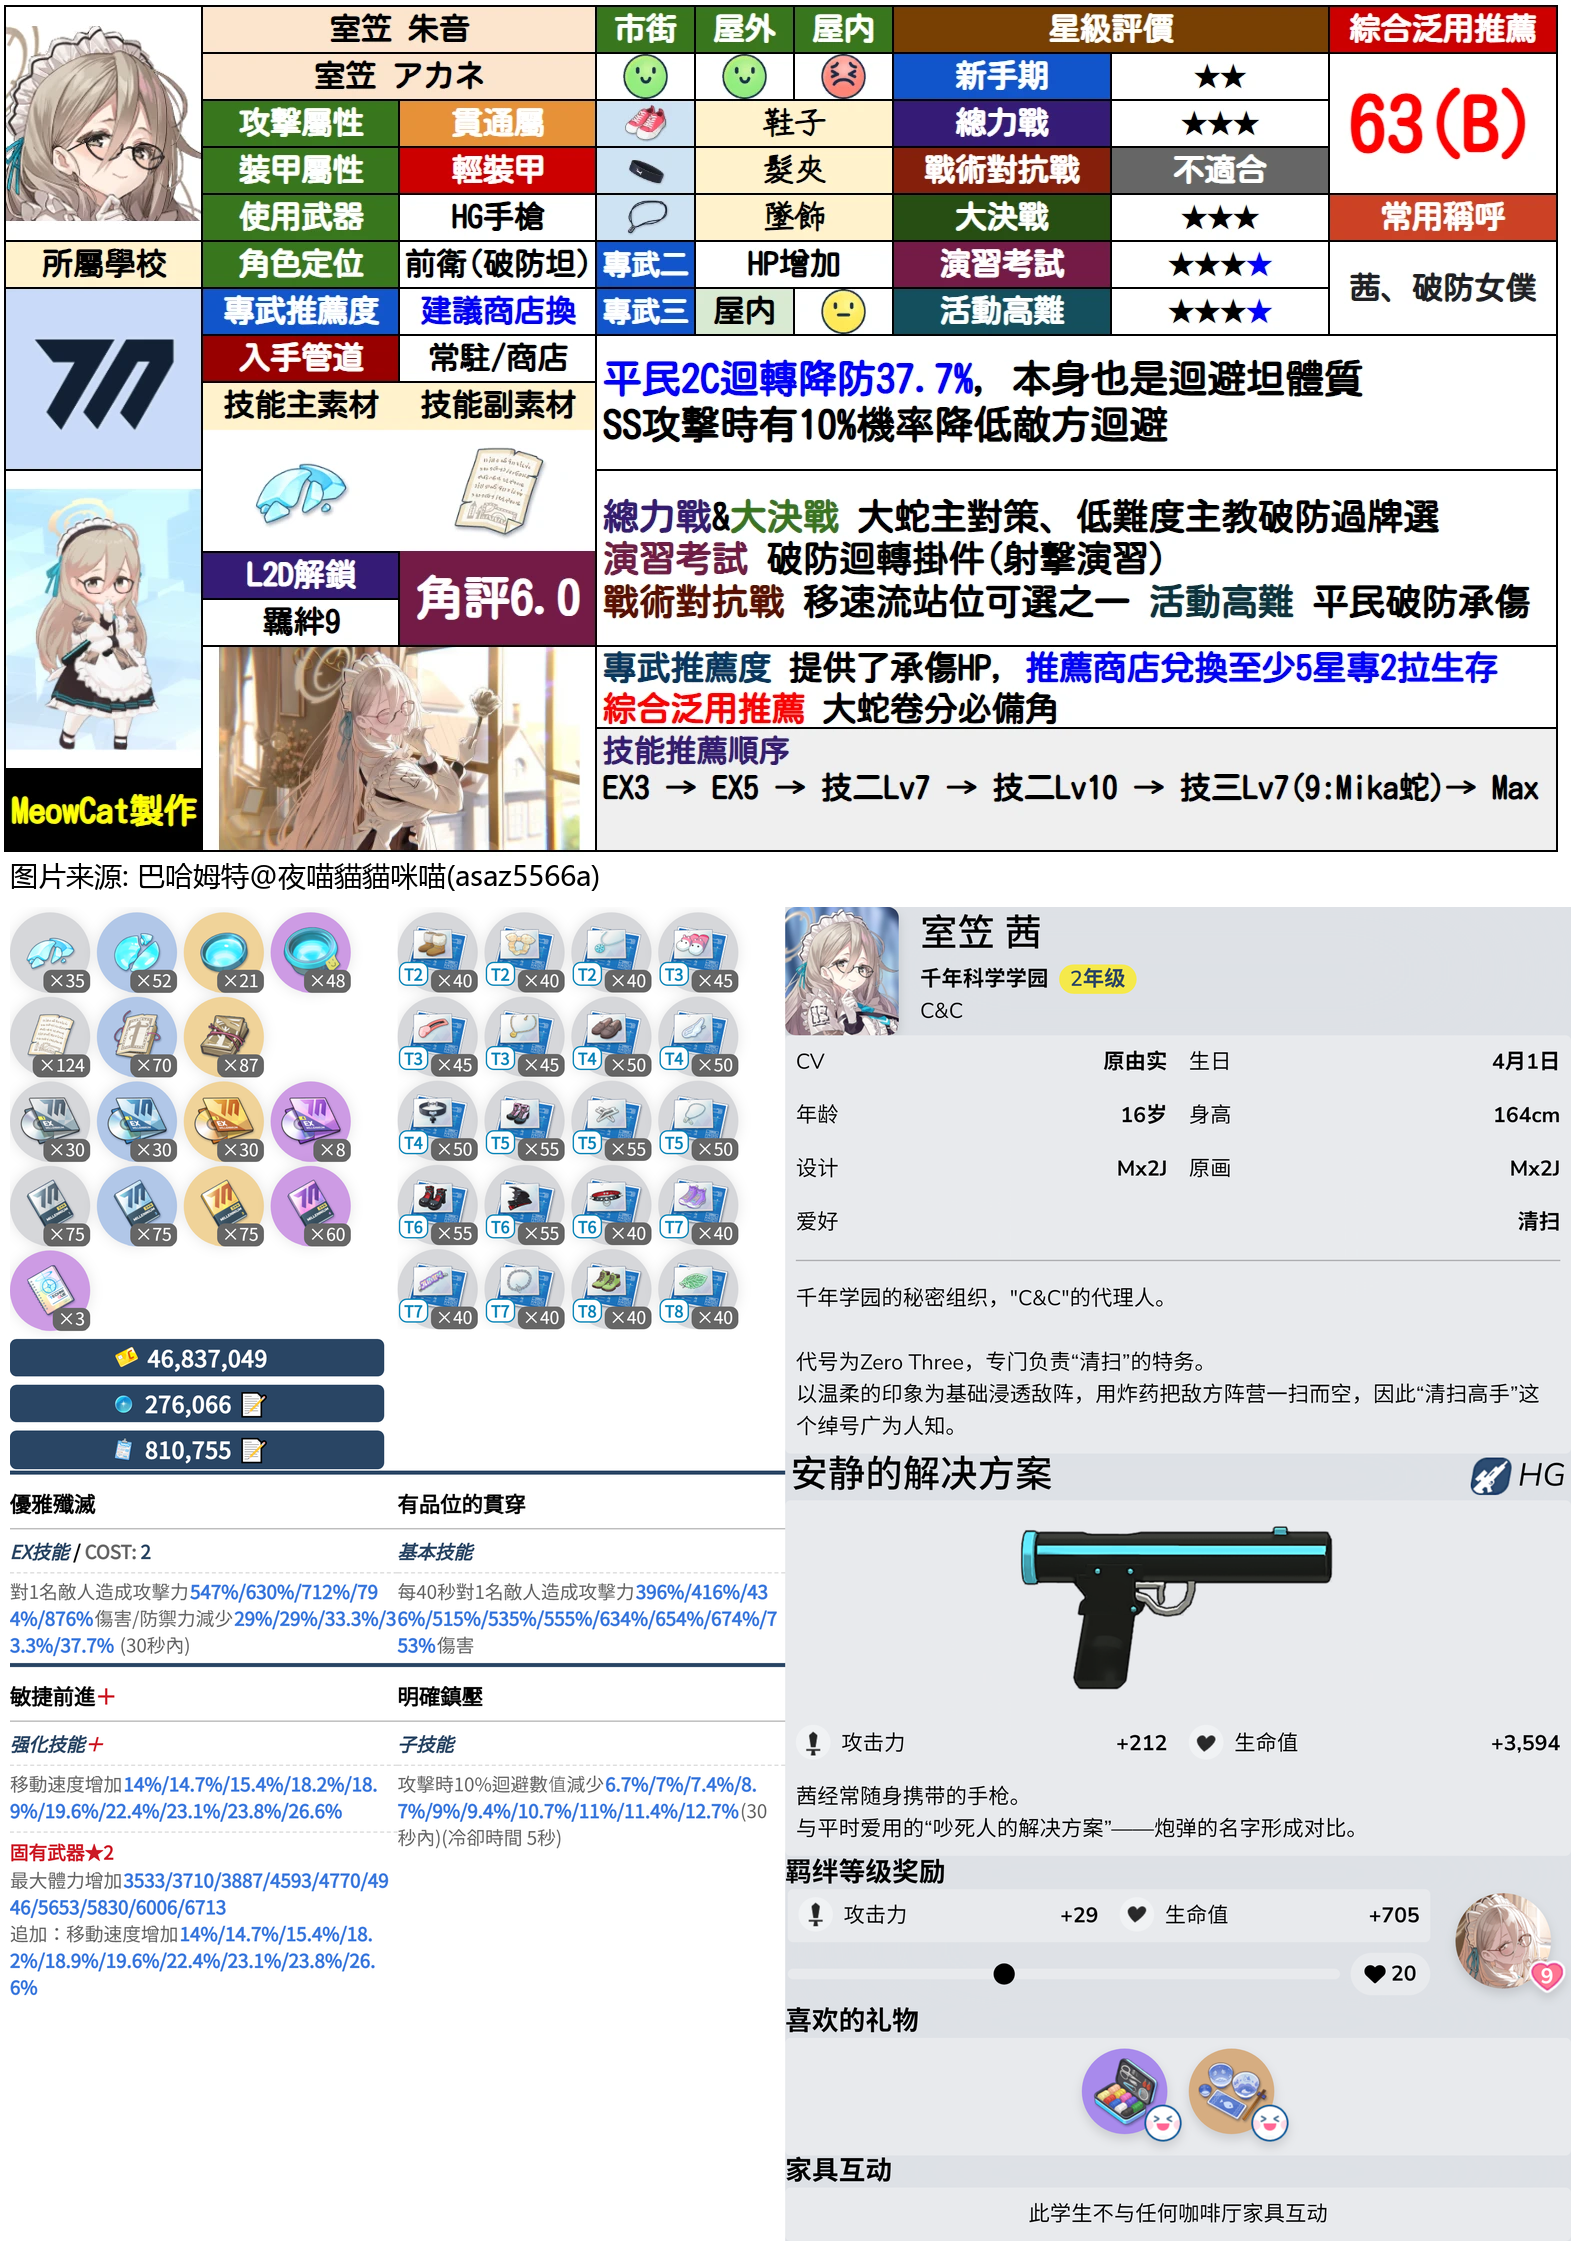 室笠 朱音
室笠 アカネ
市街 屋外 屋内
星級評價
綜合泛用推薦
新手期 ★★
63(B)
攻擊屬性 貫通屬
鞋子
總力戰 ★★★
裝甲屬性 輕裝甲
髮夾
戰術對抗戰 不適合
使用武器 HG手槍
墜飾
大決戰 ★★★
常用稱呼
所屬學校
角色定位 前衛(破防坦)
專武二 HP增加
演習考試 ★★★★
茜、破防女僕
專武推薦度 建議商店換
專武三 屋内
活動高難 ★★★★
入手管道 常駐/商店
技能主素材 技能副素材
平民2C迴轉降防37.7%, 本身也是迴避坦體質
SS攻擊時有10%機率降低敵方迴避
總力戰&大決戰 大蛇主對策、低難度主教破防過牌選
演習考試 破防迴轉掛件(射擊演習)
戰術對抗戰 移速流站位可選之一 活動高難 平民破防承傷
L2D解鎖
羈絆9
角評6.0
專武推薦度 提供了承傷HP, 推薦商店兌換至少5星專2拉生存
綜合泛用推薦 大蛇卷分必備角
技能推薦順序
EX3 → EX5 → 技二Lv7 → 技二Lv10 → 技三Lv7(9:Mika蛇)→ Max
MeowCat製作
图片来源: 巴哈姆特@夜喵貓貓咪喵(asaz5566a)
×35 ×52 ×21 ×48
×124 ×70 ×87
EX ×30 EX ×30 EX ×30 ×8
×75 ×75 ×75 ×60
×3
T2 ×40 T2 ×40 T2 ×40 T3 ×45
T3 ×45 T3 ×45 T4 ×50 T4 ×50
T4 ×50 T5 ×55 T5 ×55 T5 ×50
T6 ×55 T6 ×55 T6 ×40 T7 ×40
T7 ×40 T7 ×40 T8 ×40 T8 ×40
46,837,049
276,066
810,755
優雅殲滅
EX技能 / COST: 2
對1名敵人造成攻擊力547%/630%/712%/79
4%/876%傷害/防禦力減少29%/29%/33.3%/3
3.3%/37.7% (30秒內)
有品位的貫穿
基本技能
每40秒對1名敵人造成攻擊力396%/416%/43
6%/515%/535%/555%/634%/654%/674%/7
53%傷害
敏捷前進+
强化技能+
移動速度增加14%/14.7%/15.4%/18.2%/18.
9%/19.6%/22.4%/23.1%/23.8%/26.6%
固有武器★2
最大體力增加3533/3710/3887/4593/4770/49
46/5653/5830/6006/6713
追加：移動速度增加14%/14.7%/15.4%/18.
2%/18.9%/19.6%/22.4%/23.1%/23.8%/26.
6%
明確鎮壓
子技能
攻擊時10%迴避數值減少6.7%/7%/7.4%/8.
7%/9%/9.4%/10.7%/11%/11.4%/12.7%(30
秒內)(冷卻時間 5秒)
室笠 茜
千年科学学园 2年级
C&C
CV 原由实 生日 4月1日
年龄 16岁 身高 164cm
设计 Mx2J 原画 Mx2J
爱好 清扫
千年学园的秘密组织，"C&C"的代理人。
代号为Zero Three，专门负责“清扫”的特务。
以温柔的印象为基础浸透敌阵，用炸药把敌方阵营一扫而空，因此“清扫高手”这
个绰号广为人知。
安静的解决方案
HG
攻击力 +212 生命值 +3,594
茜经常随身携带的手枪。
与平时爱用的“吵死人的解决方案”——炮弹的名字形成对比。
羁绊等级奖励
攻击力 +29 生命值 +705
20
9
喜欢的礼物
家具互动
此学生不与任何咖啡厅家具互动